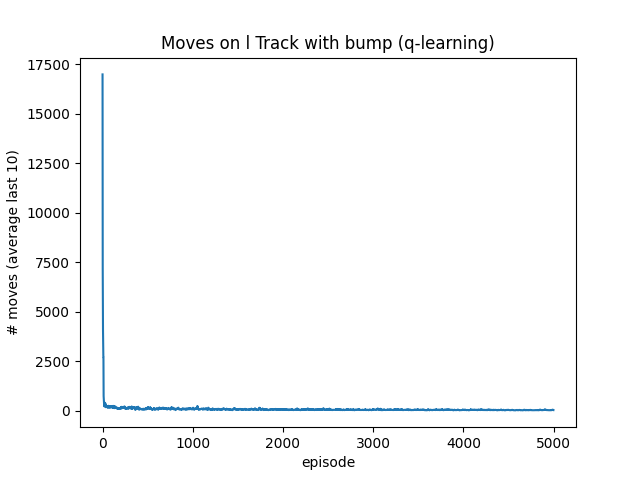 Moves on l Track with bump (q-learning)
17500
15000
12500
10000
7500
5000
2500
0
# moves (average last 10)
0 1000 2000 3000 4000 5000
episode